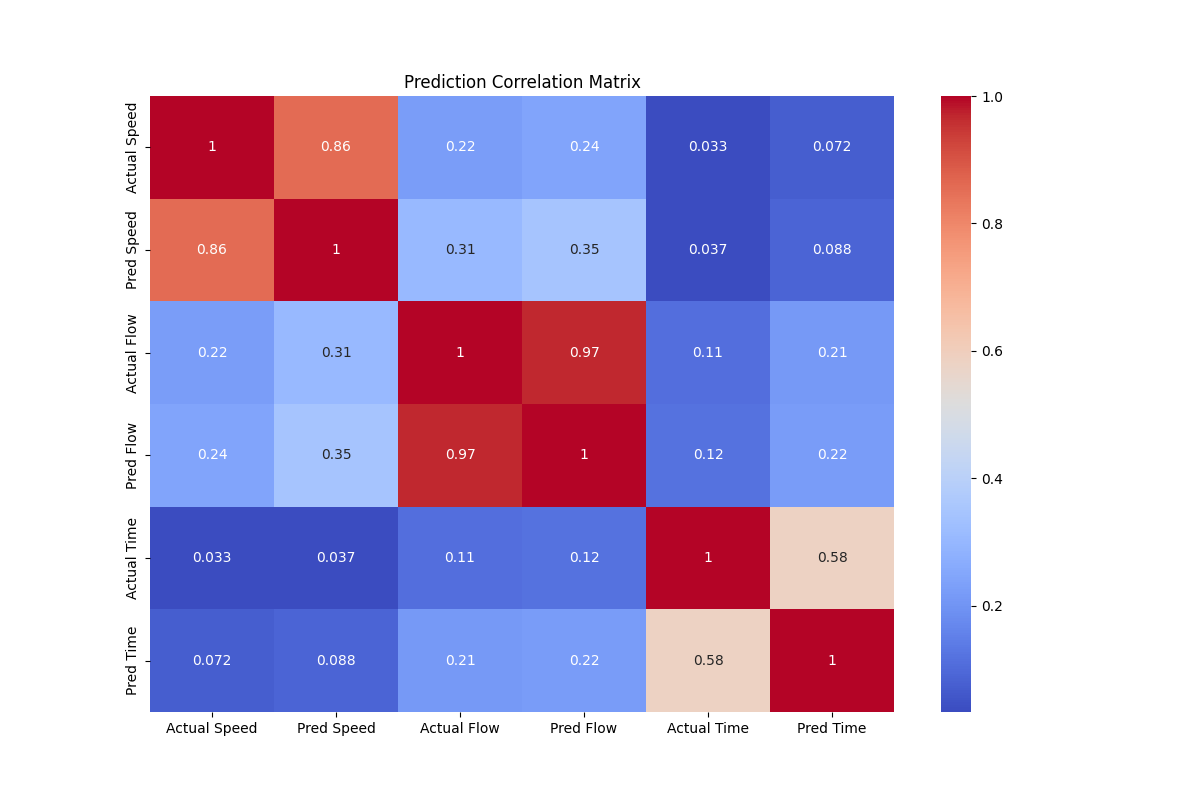 Prediction Correlation Matrix
Actual Speed 1 0.86 0.22 0.24 0.033 0.072
Pred Speed 0.86 1 0.31 0.35 0.037 0.088
Actual Flow 0.22 0.31 1 0.97 0.11 0.21
Pred Flow 0.24 0.35 0.97 1 0.12 0.22
Actual Time 0.033 0.037 0.11 0.12 1 0.58
Pred Time 0.072 0.088 0.21 0.22 0.58 1
Actual Speed Pred Speed Actual Flow Pred Flow Actual Time Pred Time
1.0
0.8
0.6
0.4
0.2